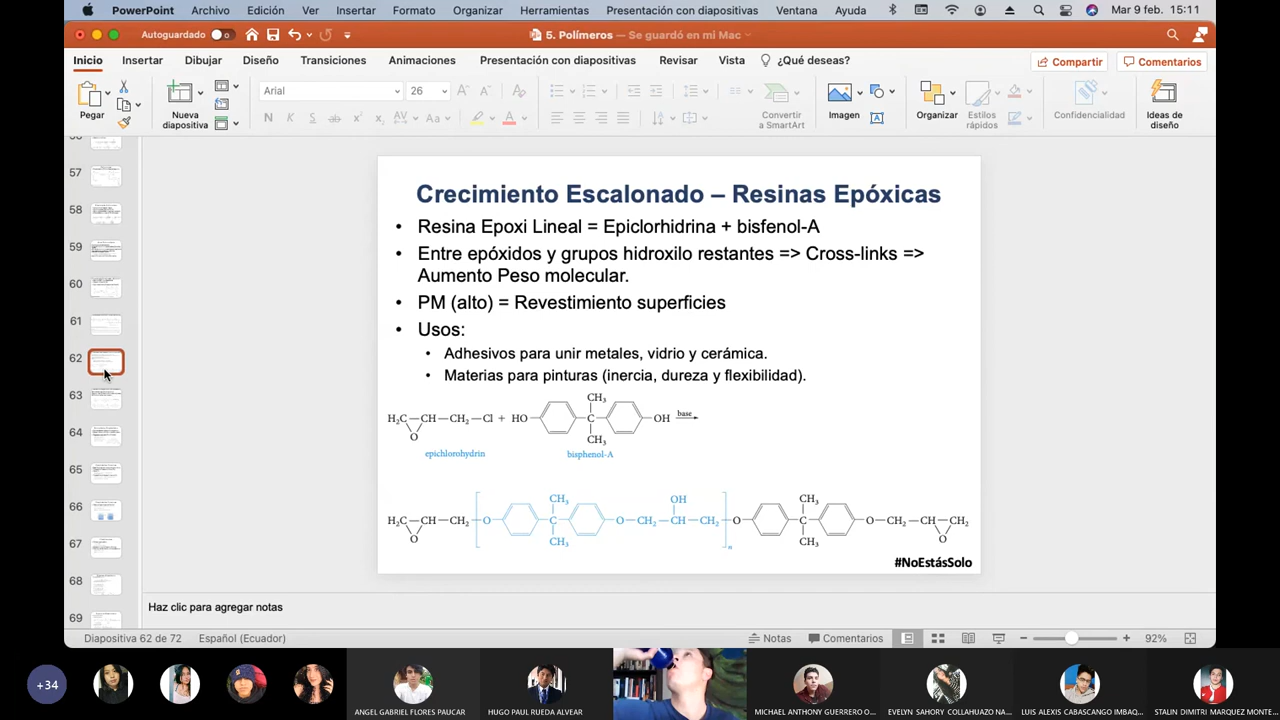 PowerPoint Archivo Edición Ver Insertar Formato Organizar Herramientas Presentación con diapositivas Ventana Ayuda Mar 9 feb. 15:11
Autoguardado 5. Polímeros — Se guardó en mi Mac
Inicio Insertar Dibujar Diseño Transiciones Animaciones Presentación con diapositivas Revisar Vista ¿Qué deseas? Compartir Comentarios
Arial 26
Pegar Nueva diapositiva Convertir a SmartArt Imagen Organizar Estilos rápidos Confidencialidad Ideas de diseño
57
58
59
60
61
62
63
64
65
66
67
68
69
Crecimiento Escalonado – Resinas Epóxicas
• Resina Epoxi Lineal = Epiclorhidrina + bisfenol-A
• Entre epóxidos y grupos hidroxilo restantes => Cross-links =>
Aumento Peso molecular.
• PM (alto) = Revestimiento superficies
• Usos:
• Adhesivos para unir metales, vidrio y cerámica.
• Materias para pinturas (inercia, dureza y flexibilidad).
CH₃
H₂C—CH—CH₂—Cl + HO C OH base
O CH₃
epichlorohydrin bisphenol-A
CH₃ OH CH₃
H₂C—CH—CH₂ O C O—CH₂—CH—CH₂ O C O—CH₂—CH—CH₂
O CH₃ n CH₃ O
#NoEstásSolo
Haz clic para agregar notas
Diapositiva 62 de 72 Español (Ecuador) Notas Comentarios 92%
+34
ANGEL GABRIEL FLORES PAUCAR HUGO PAUL RUEDA ALVEAR MICHAEL ANTHONY GUERRERO O... EVELYN SAHORY COLLAHUAZO NA... LUIS ALEXIS CABASCANGO IMBAQ... STALIN DIMITRI MARQUEZ MONTE...